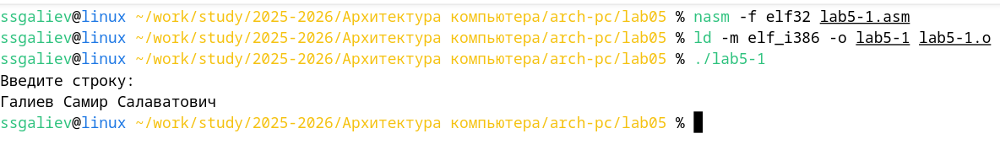 ssgaliev@linux ~/work/study/2025-2026/Архитектура компьютера/arch-pc/lab05 % nasm -f elf32 lab5-1.asm
ssgaliev@linux ~/work/study/2025-2026/Архитектура компьютера/arch-pc/lab05 % ld -m elf_i386 -o lab5-1 lab5-1.o
ssgaliev@linux ~/work/study/2025-2026/Архитектура компьютера/arch-pc/lab05 % ./lab5-1
Введите строку:
Галиев Самир Салаватович
ssgaliev@linux ~/work/study/2025-2026/Архитектура компьютера/arch-pc/lab05 %